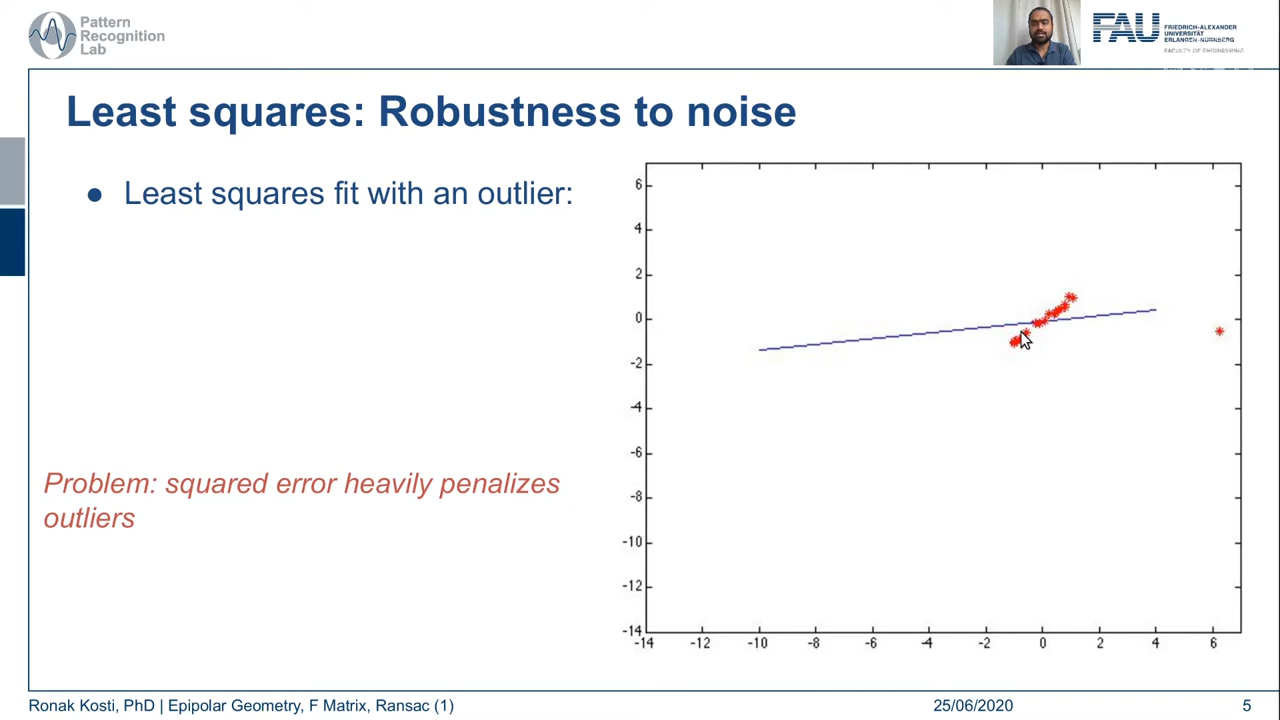 Pattern
Recognition
Lab
FAU
FRIEDRICH-ALEXANDER
UNIVERSITÄT
ERLANGEN-NÜRNBERG
FACULTY OF ENGINEERING
Least squares: Robustness to noise
● Least squares fit with an outlier:
Problem: squared error heavily penalizes
outliers
6
4
2
0
-2
-4
-6
-8
-10
-12
-14
-14 -12 -10 -8 -6 -4 -2 0 2 4 6
Ronak Kosti, PhD | Epipolar Geometry, F Matrix, Ransac (1) 25/06/2020 5